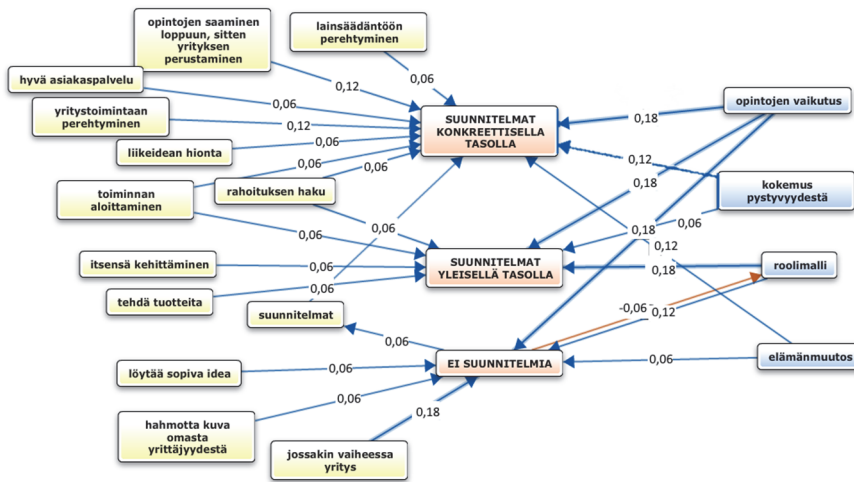 opintojen saaminen
loppuun, sitten
yrityksen
perustaminen
lainsäädäntöön
perehtyminen
0,06
hyvä asiakaspalvelu
0,12
0,06
opintojen vaikutus
yritystoimintaan
perehtyminen
0,12
SUUNNITELMAT
KONKREETTISELLA
TASOLLA
0,18
liikeidean hionta
0,06
0,06
0,06
0,12
toiminnan
aloittaminen
rahoituksen haku
0,18
kokemus
pystyvyydestä
0,06
0,06
0,18
0,06
0,12
itsensä kehittäminen
0,06
SUUNNITELMAT
YLEISELLÄ TASOLLA
0,18
roolimalli
tehdä tuotteita
0,06
suunnitelmat
-0,06
0,12
0,06
EI SUUNNITELMIA
0,06
elämänmuutos
löytää sopiva idea
0,06
0,06
hahmotta kuva
omasta
yrittäjyydestä
0,18
jossakin vaiheessa
yritys